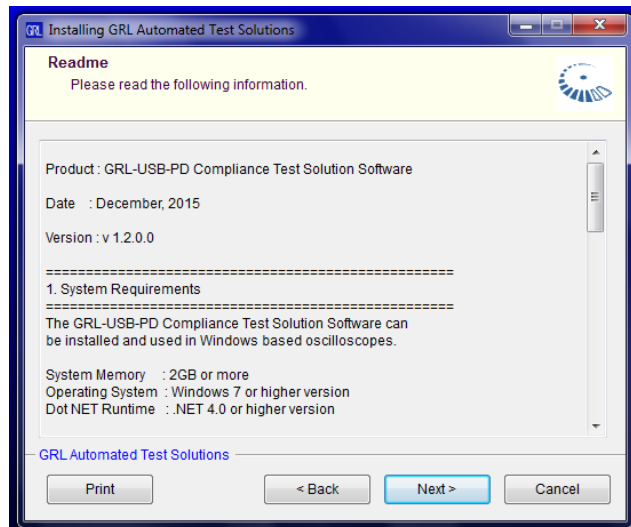 GRL Installing GRL Automated Test Solutions
Readme
Please read the following information.
Product : GRL-USB-PD Compliance Test Solution Software
Date : December, 2015
Version : v 1.2.0.0
===================================================
1. System Requirements
===================================================
The GRL-USB-PD Compliance Test Solution Software can
be installed and used in Windows based oscilloscopes.
System Memory : 2GB or more
Operating System : Windows 7 or higher version
Dot NET Runtime : .NET 4.0 or higher version
GRL Automated Test Solutions
Print
< Back
Next >
Cancel